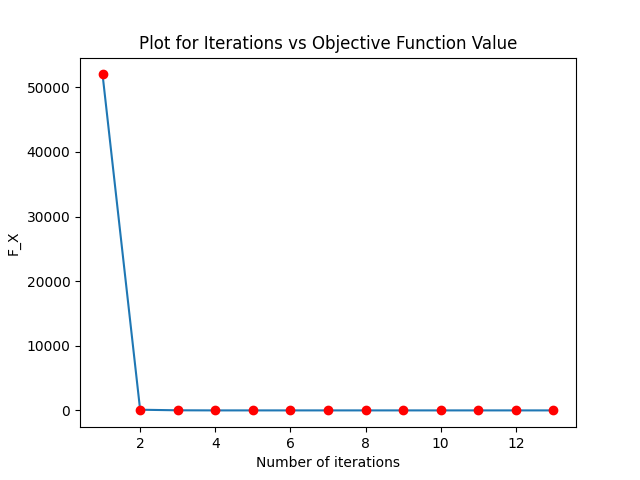 Plot for Iterations vs Objective Function Value
50000
40000
30000
20000
10000
0
F_X
2 4 6 8 10 12
Number of iterations